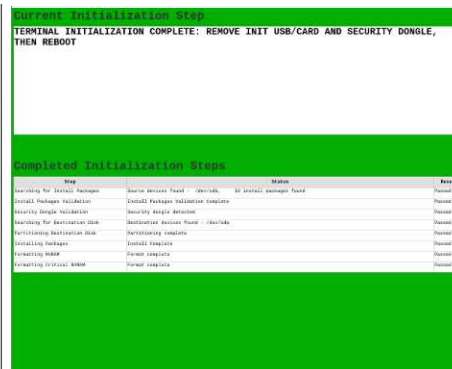 Current Initialization Step
TERMINAL INITIALIZATION COMPLETE: REMOVE INIT USB/CARD AND SECURITY DONGLE,
THEN REBOOT
Completed Initialization Steps
Step Status
Searching for Install Packages Source devices found - install packages found Passed
Install Packages Validation Install Packages Validation Complete Passed
Security Dongle Validation Security dongle detected Passed
Searching for Destination Disk Destination devices found - /dev/sda Passed
Partitioning Destination Disk Partitioning complete Passed
Installing Packages Install Complete Passed
Formatting NVRAM Format complete Passed
Formatting Critical NVRAM Format complete Passed